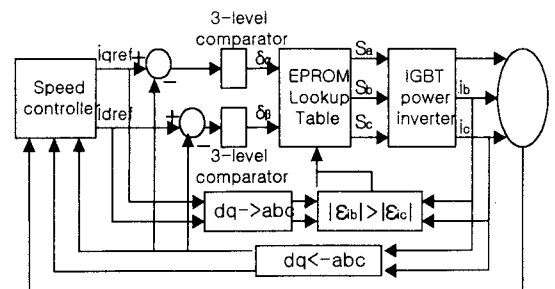 3-level
comparator
iqref
+
−
δα
Speed
controller
idref
+
−
δβ
3-level
comparator
EPROM
Lookup
Table
Sa
Sb
Sc
IGBT
power
inverter
ib
ic
dq->abc
|εib|>|εic|
dq<-abc